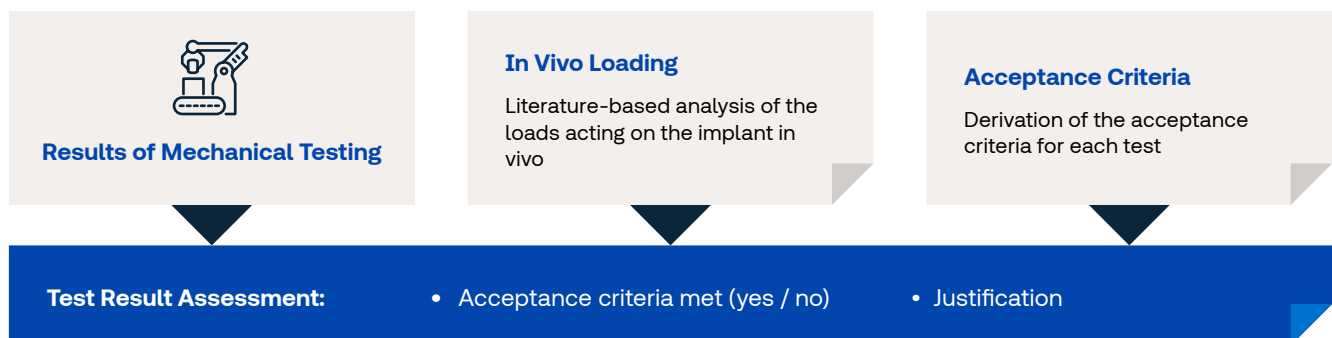 Results of Mechanical Testing
In Vivo Loading
Literature-based analysis of the
loads acting on the implant in
vivo
Acceptance Criteria
Derivation of the acceptance
criteria for each test
Test Result Assessment:
• Acceptance criteria met (yes / no)
• Justification